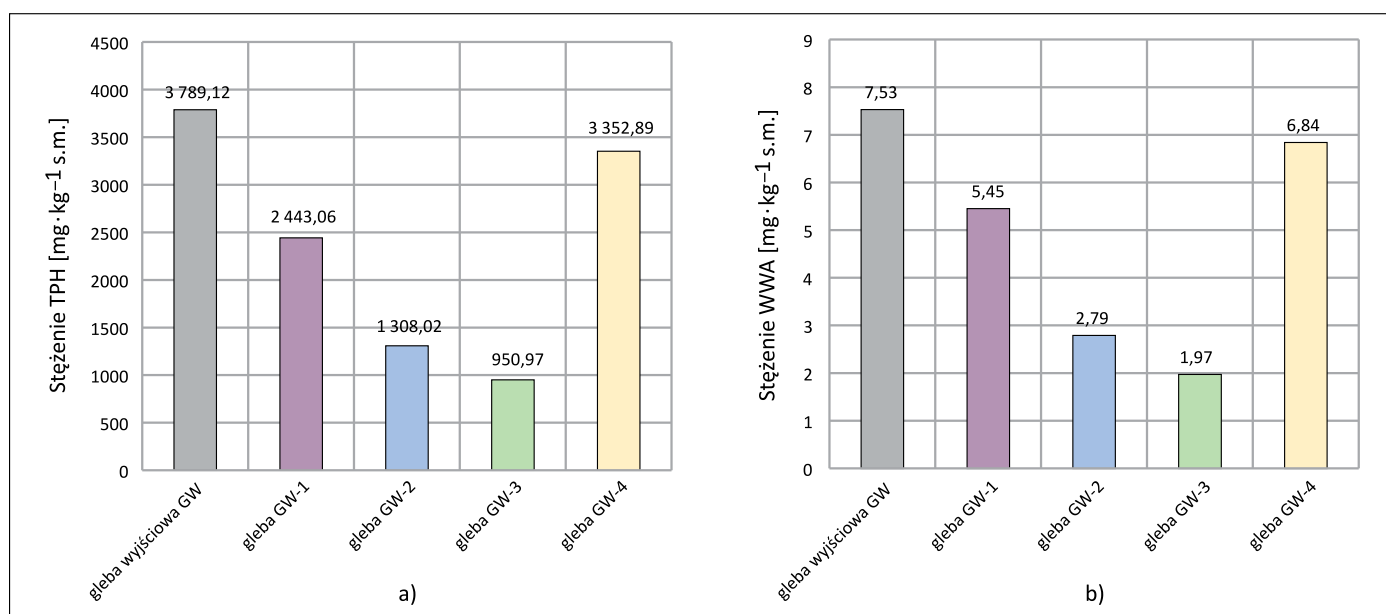 Stężenie TPH [mg·kg⁻¹ s.m.]
4500
4000
3500
3000
2500
2000
1500
1000
500
0
3 789,12
2 443,06
1 308,02
950,97
3 352,89
gleba wyjściowa GW
gleba GW-1
gleba GW-2
gleba GW-3
gleba GW-4
a)
Stężenie WWA [mg·kg⁻¹ s.m.]
9
8
7
6
5
4
3
2
1
0
7,53
5,45
2,79
1,97
6,84
gleba wyjściowa GW
gleba GW-1
gleba GW-2
gleba GW-3
gleba GW-4
b)